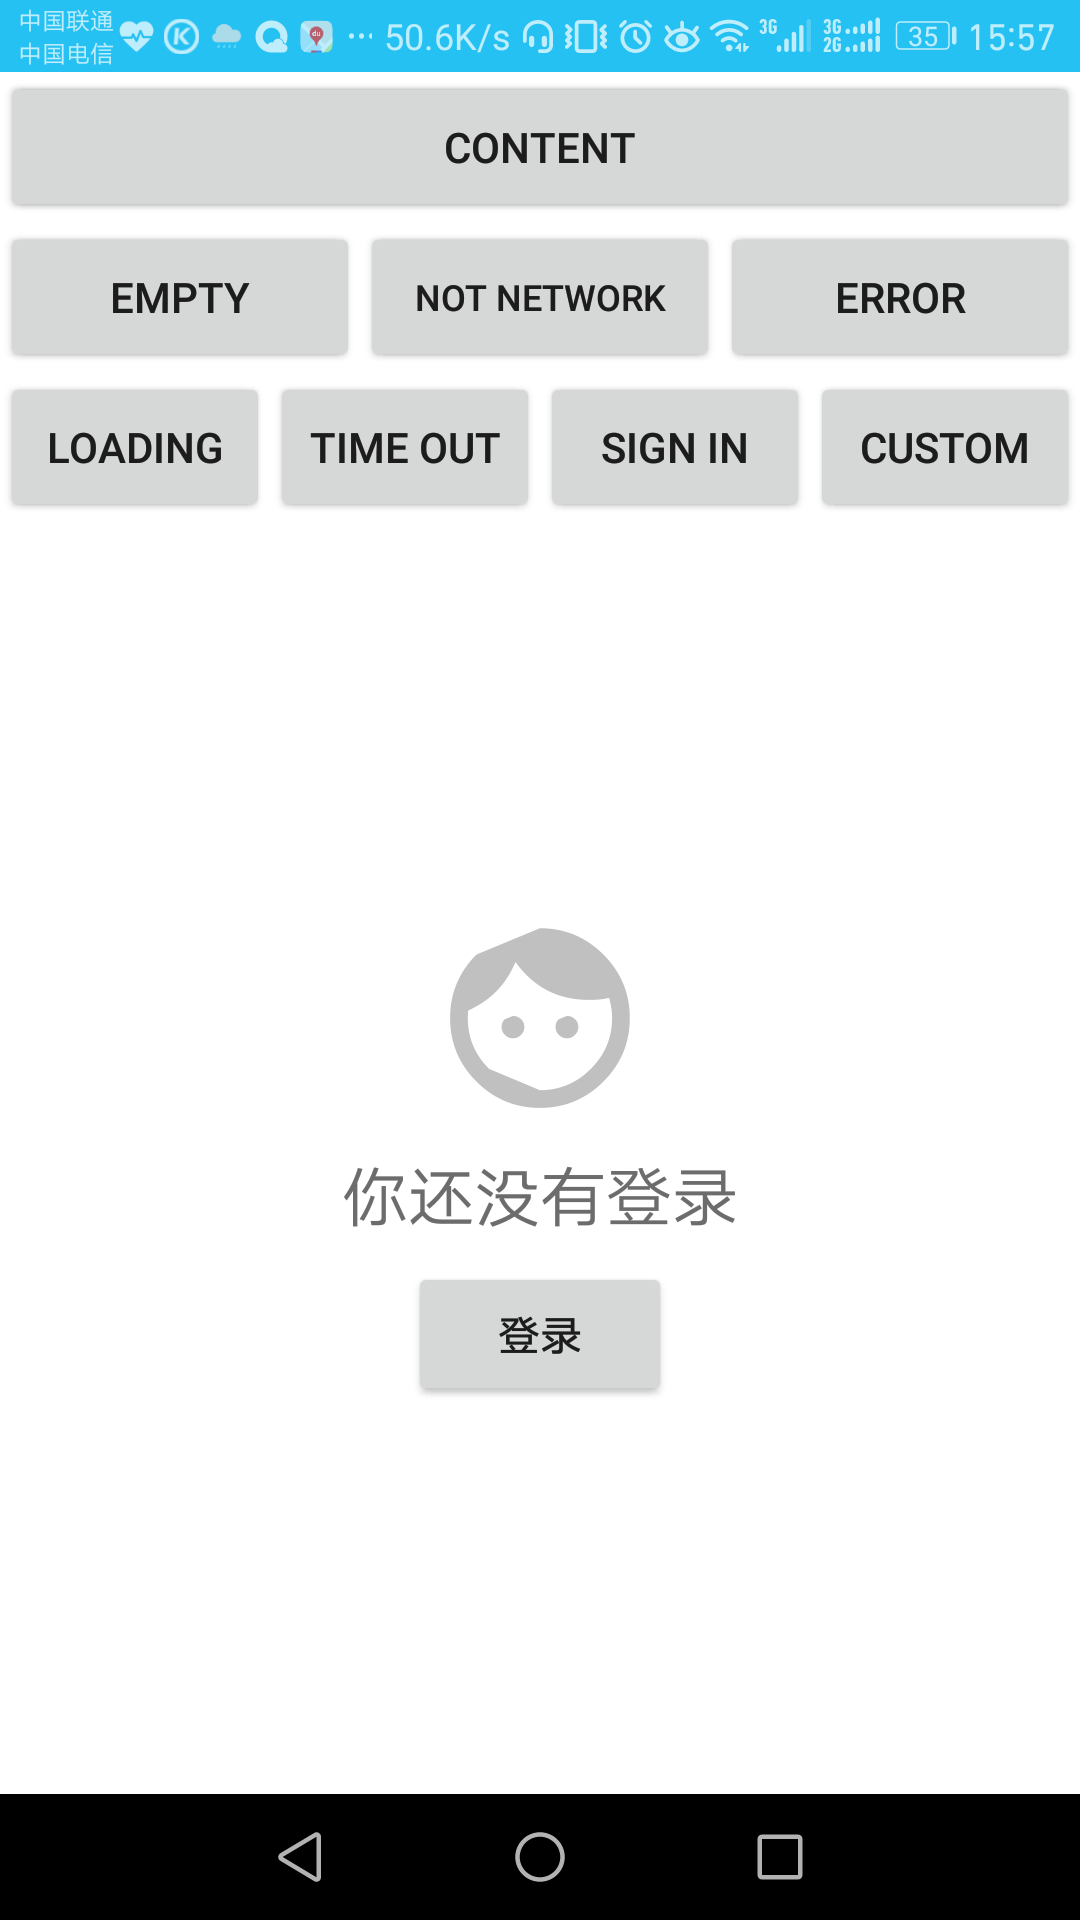 中国联通
中国电信
50.6K/s
3G
3G
2G
35
15:57
CONTENT
EMPTY
NOT NETWORK
ERROR
LOADING
TIME OUT
SIGN IN
CUSTOM
你还没有登录
登录